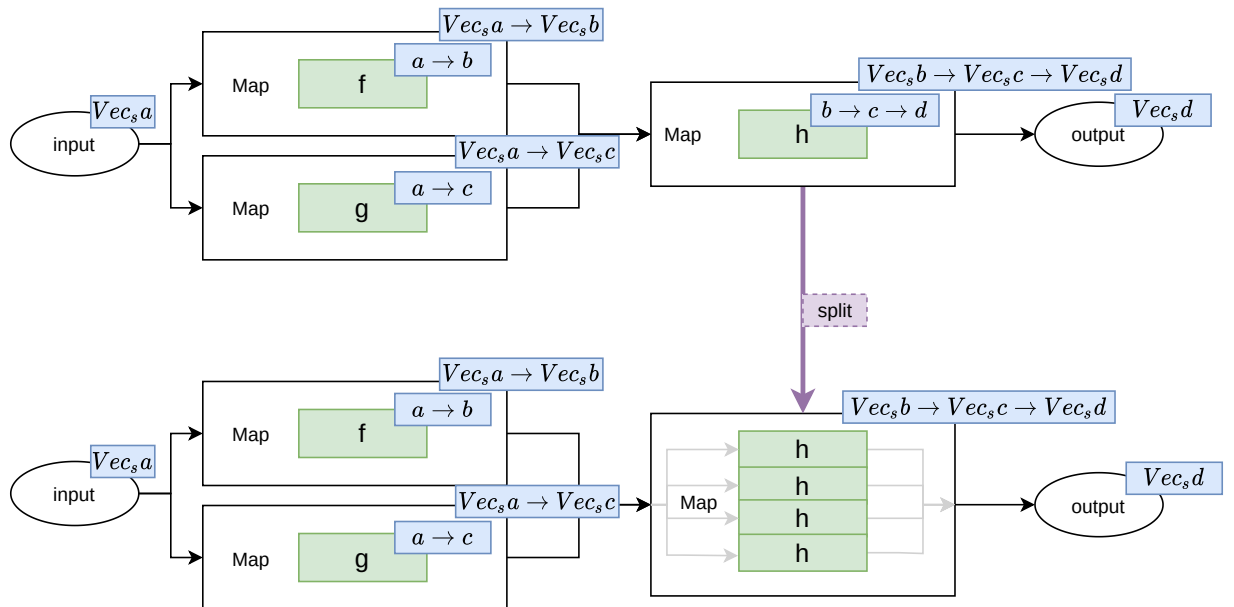 Vec_s a → Vec_s b
a → b
Map f
Vec_s a
input
Vec_s a → Vec_s c
a → c
Map g
Vec_s b → Vec_s c → Vec_s d
b → c → d
Map h
Vec_s d
output
split
Vec_s a → Vec_s b
a → b
Map f
Vec_s a
input
Vec_s a → Vec_s c
a → c
Map g
Vec_s b → Vec_s c → Vec_s d
h
h
Map
h
h
Vec_s d
output